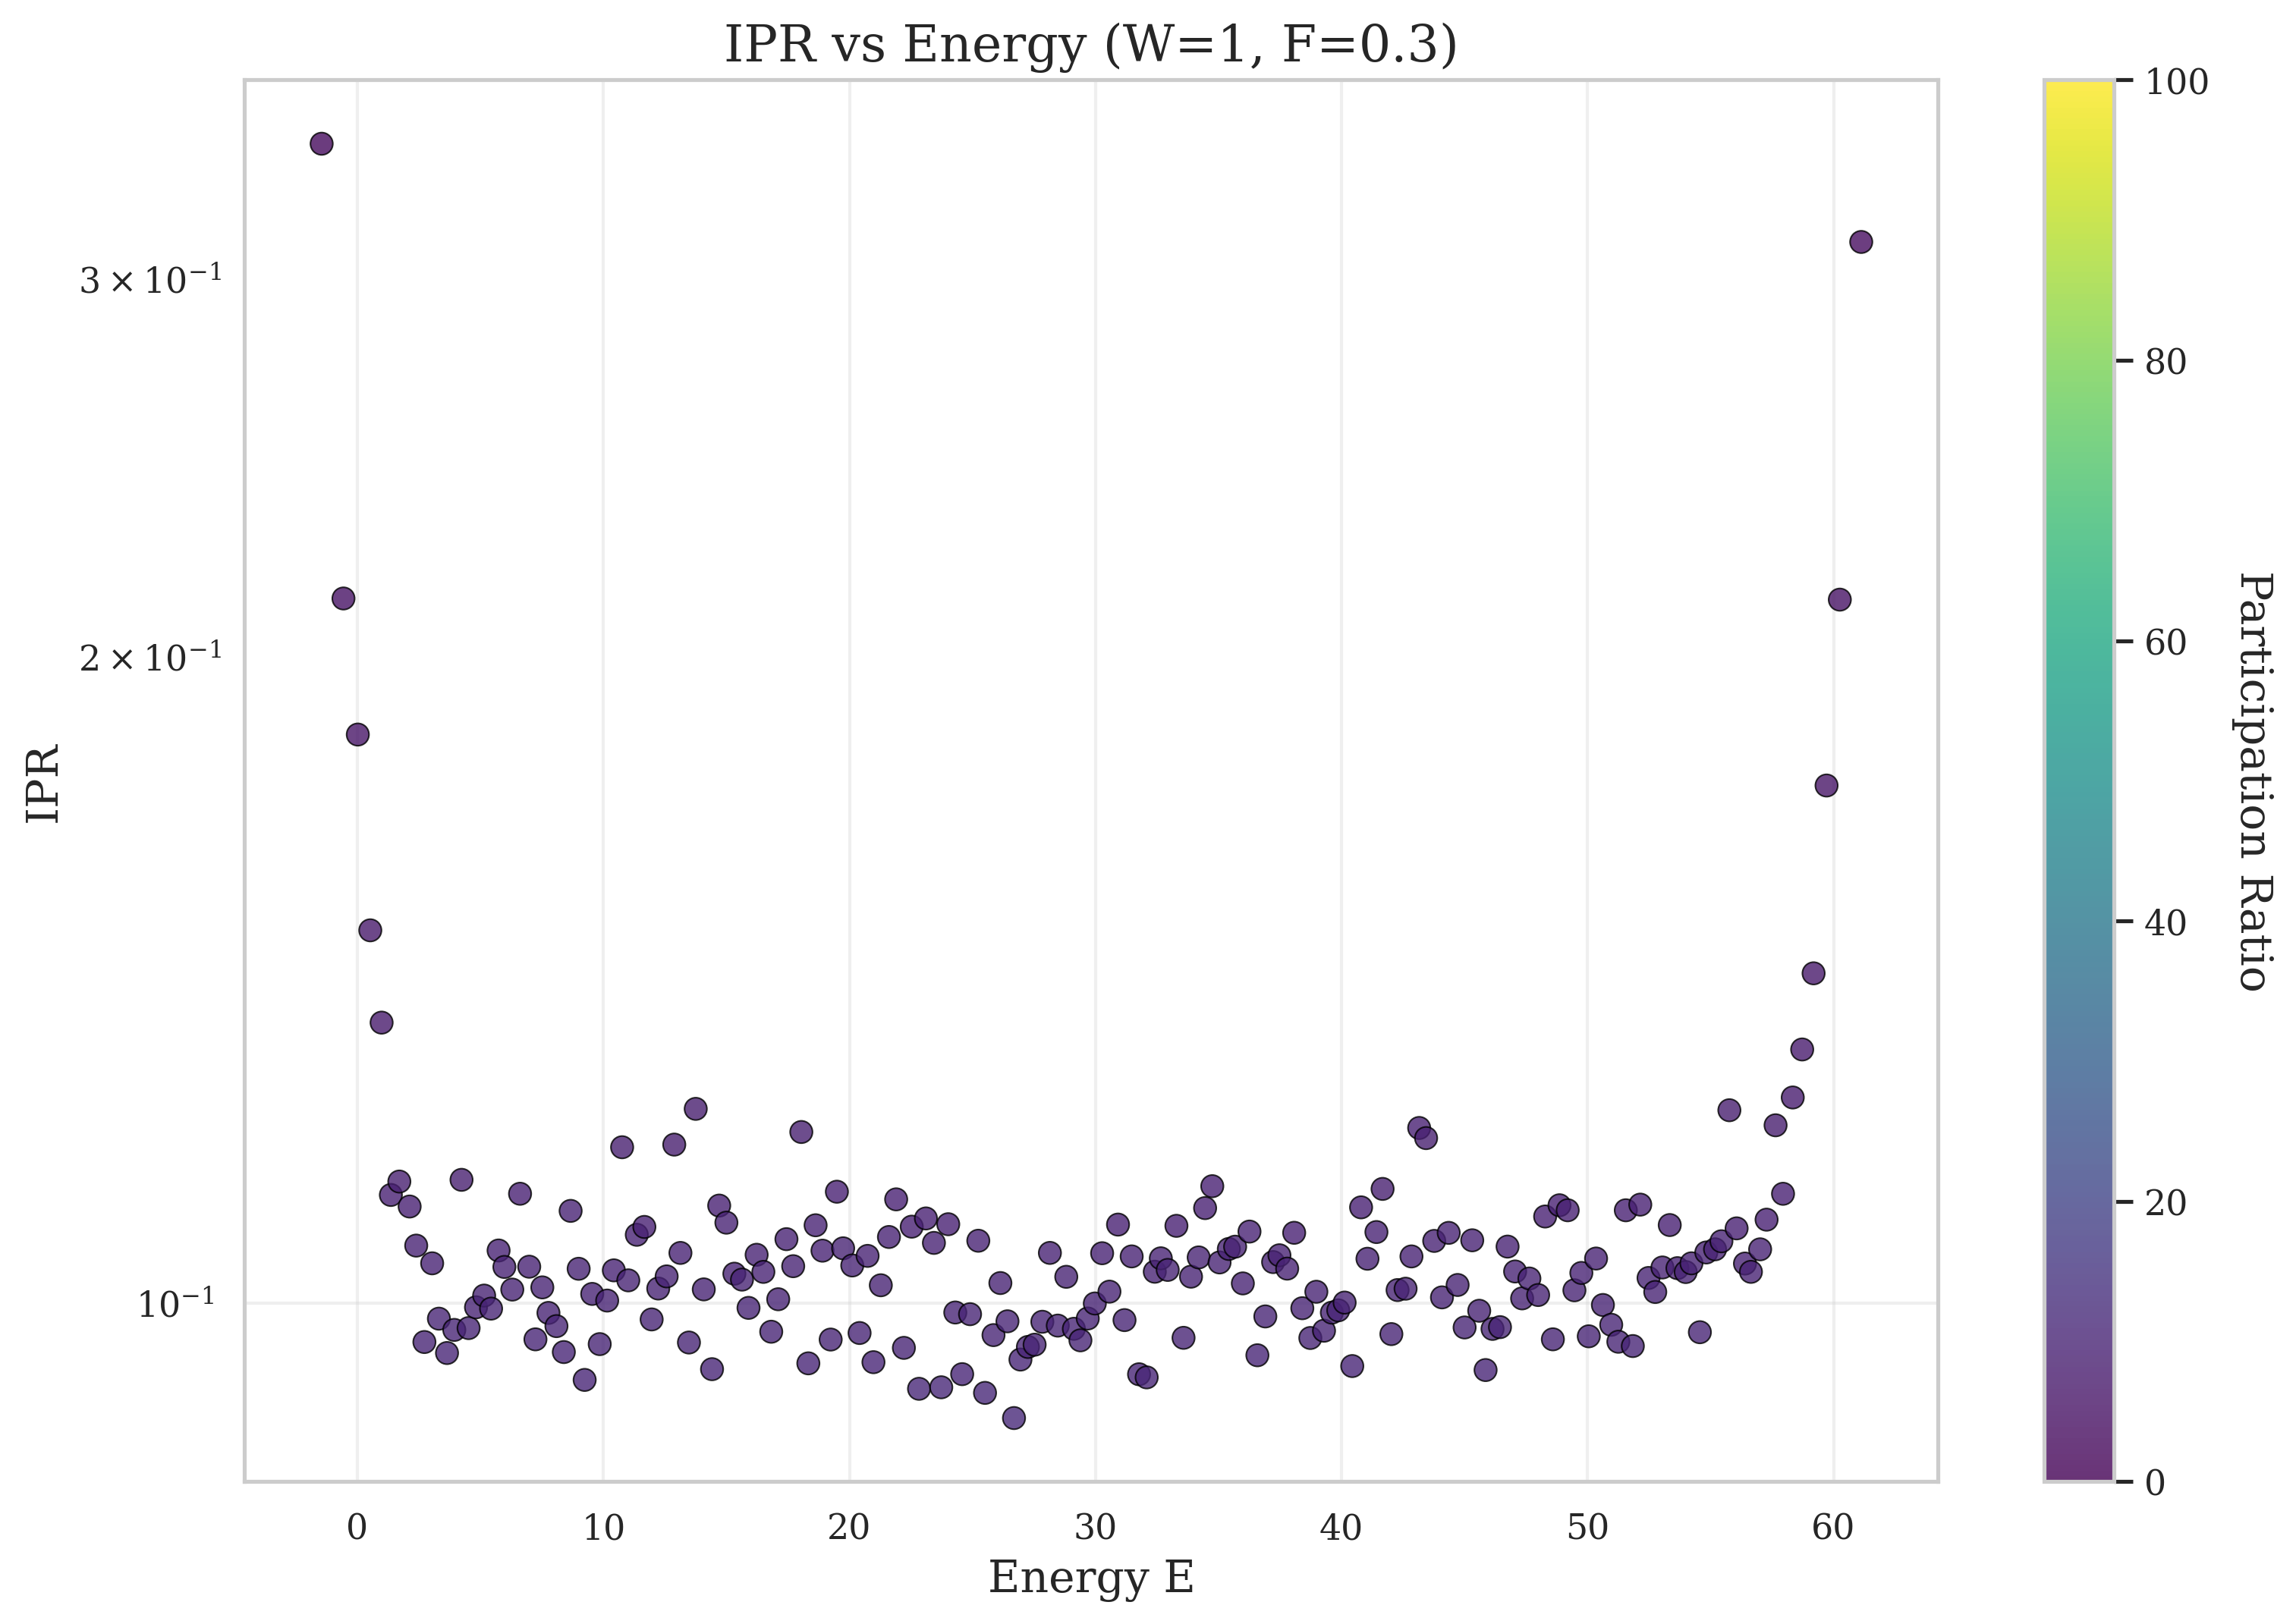 IPR vs Energy (W=1, F=0.3)
IPR
3 × 10⁻¹
2 × 10⁻¹
10⁻¹
0 10 20 30 40 50 60
Energy E
100
80
60
40
20
0
Participation Ratio